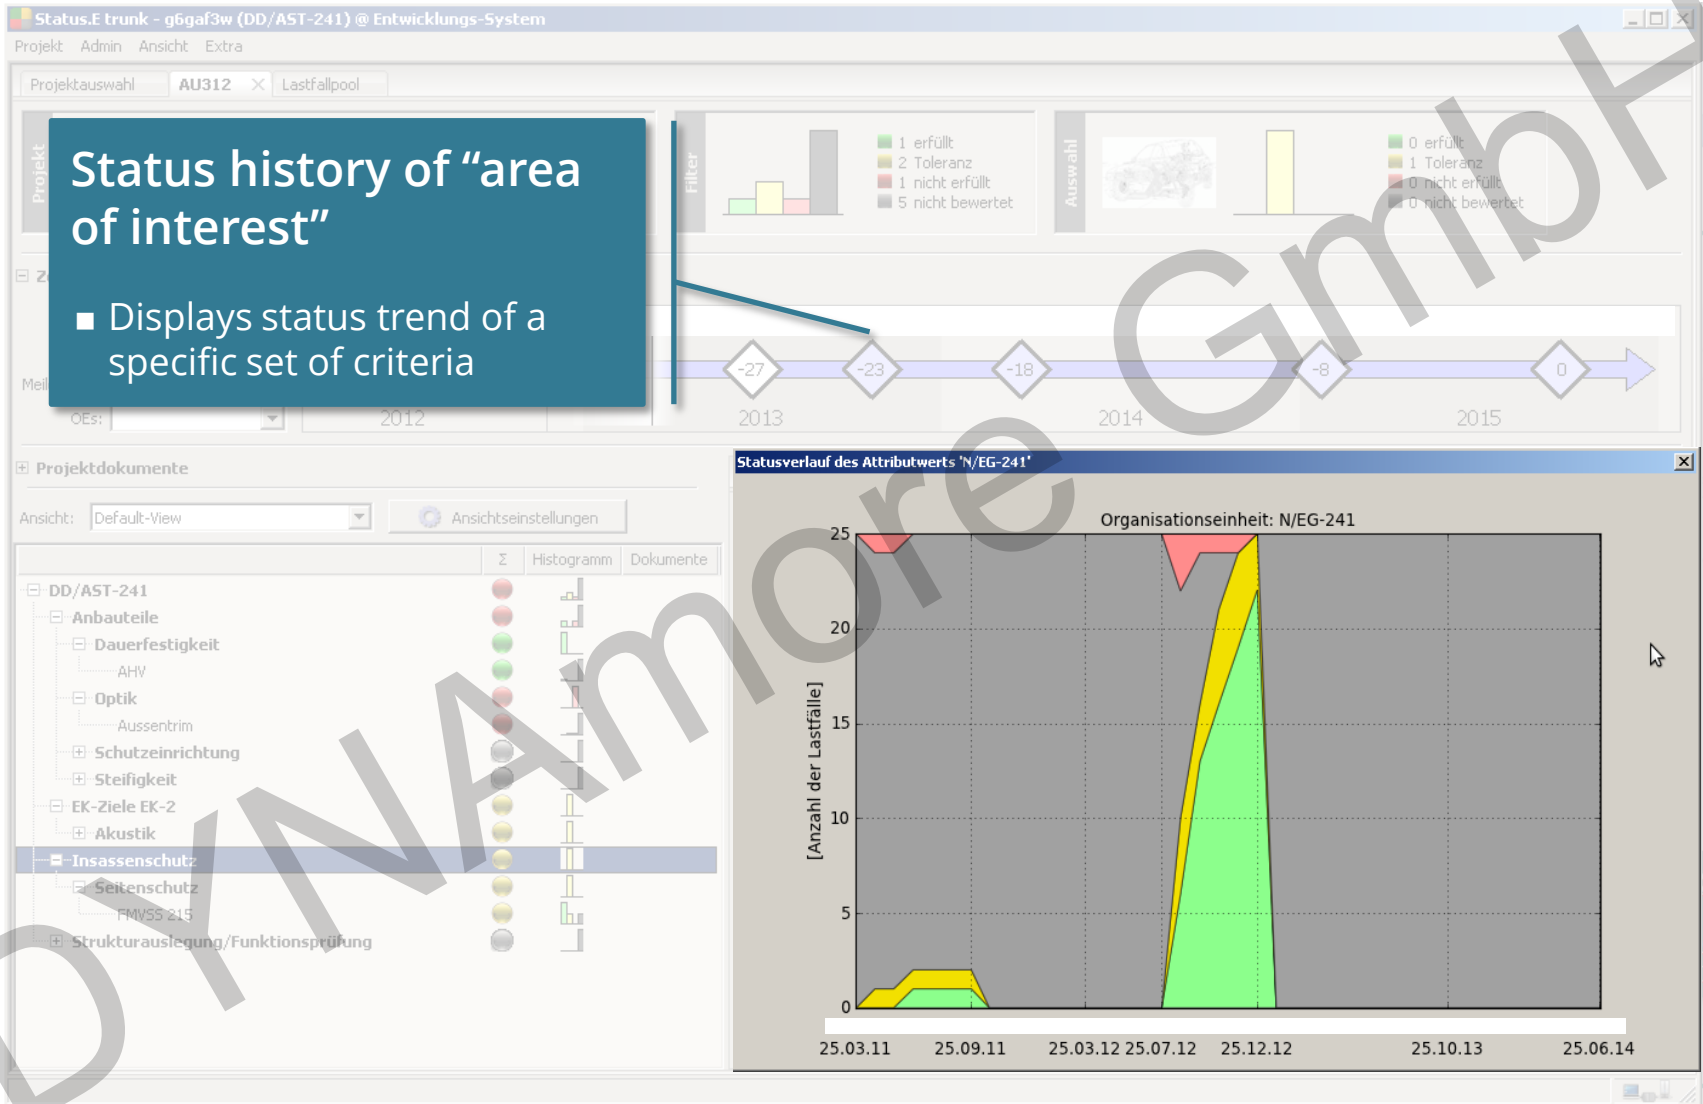 Status.E trunk - g6gaf3w (DD/AST-241) @ Entwicklungs-System
Projekt Admin Ansicht Extra
Projektauswahl AU312 Lastfallpool
Projekt
Status history of “area
of interest”
■ Displays status trend of a
specific set of criteria
Filter
1 erfüllt
2 Toleranz
1 nicht erfüllt
5 nicht bewertet
Auswahl
0 erfüllt
1 Toleranz
0 nicht erfüllt
0 nicht bewertet
-27 -23 -18 -8 0
OEs:
2012 2013 2014 2015
Projektdokumente
Ansicht: Default-View Ansichtseinstellungen
Σ Histogramm Dokumente
DD/AST-241
Anbauteile
Dauerfestigkeit
AHV
Optik
Aussentrim
Schutzeinrichtung
Steifigkeit
EK-Ziele EK-2
Akustik
Insassenschutz
Seitenschutz
FMVSS 215
Strukturauslegung/Funktionsprüfung
Statusverlauf des Attributwerts 'N/EG-241'
Organisationseinheit: N/EG-241
[Anzahl der Lastfälle]
25
20
15
10
5
0
25.03.11 25.09.11 25.03.12 25.07.12 25.12.12 25.10.13 25.06.14
DYNAmore GmbH